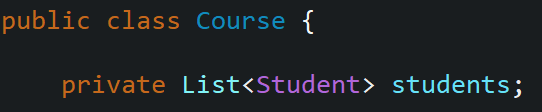 public class Course {
private List<Student> students;